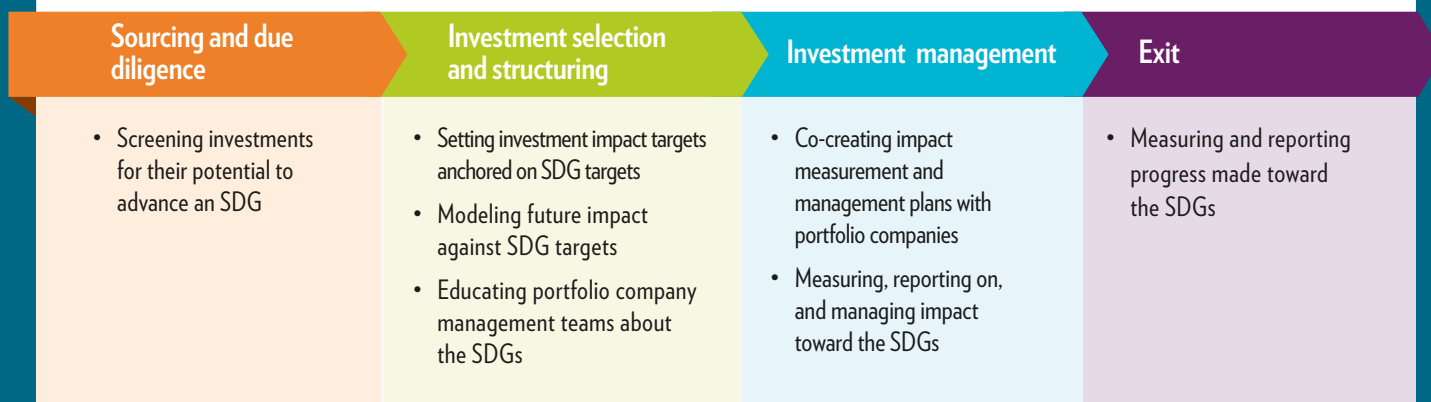 Sourcing and due
diligence
• Screening investments
for their potential to
advance an SDG
Investment selection
and structuring
• Setting investment impact targets
anchored on SDG targets
• Modeling future impact
against SDG targets
• Educating portfolio company
management teams about
the SDGs
Investment management
• Co-creating impact
measurement and
management plans with
portfolio companies
• Measuring, reporting on,
and managing impact
toward the SDGs
Exit
• Measuring and reporting
progress made toward
the SDGs